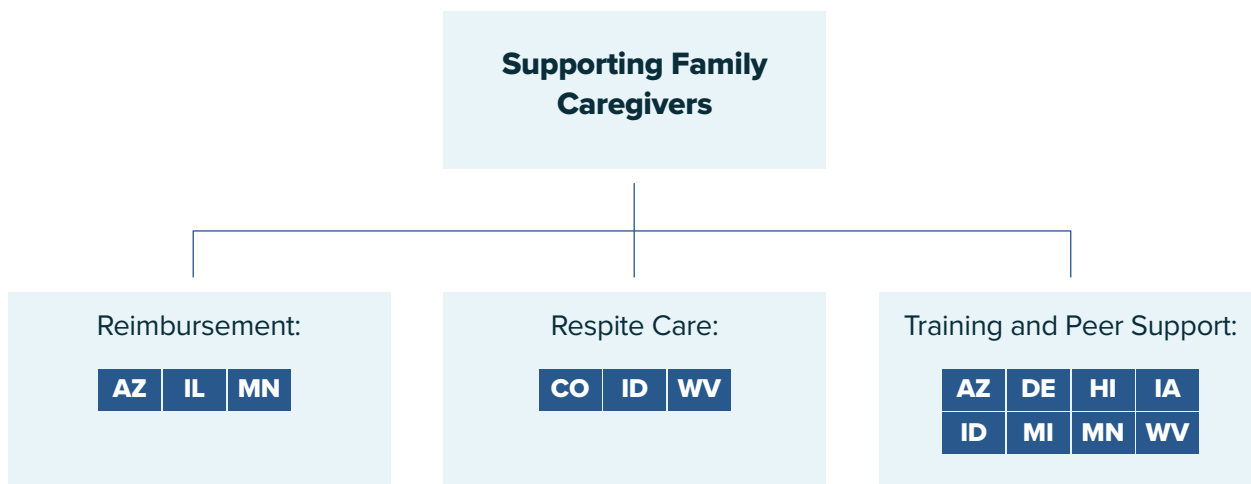 Supporting Family
Caregivers
Reimbursement:
AZ IL MN
Respite Care:
CO ID WV
Training and Peer Support:
AZ DE HI IA
ID MI MN WV